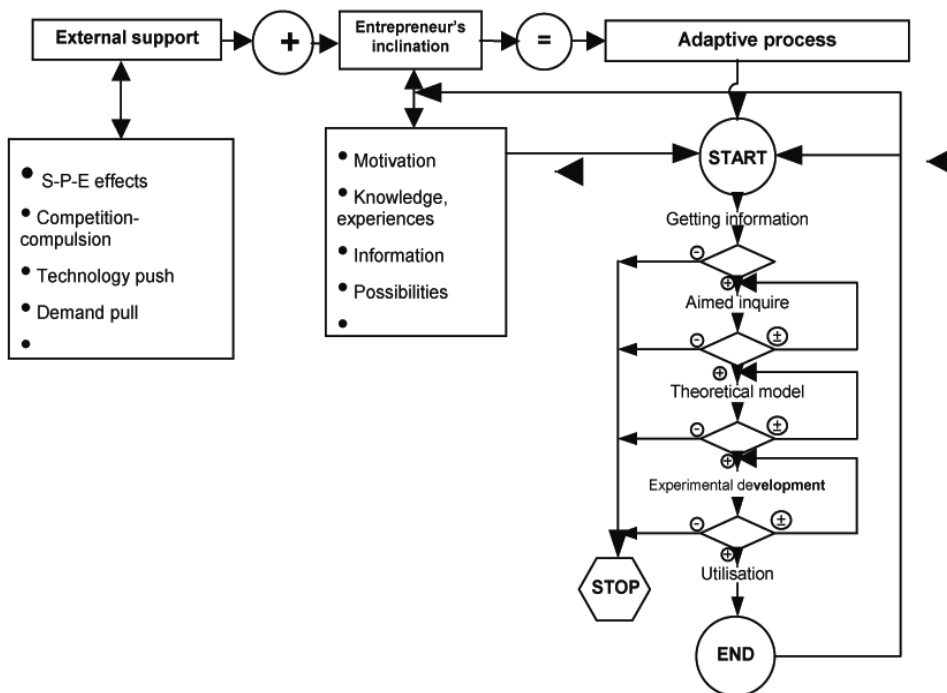 External support
+
Entrepreneur's
inclination
=
Adaptive process
• S-P-E effects
• Competition-
compulsion
• Technology push
• Demand pull
•
• Motivation
• Knowledge,
experiences
• Information
• Possibilities
•
START
Getting information
−
+
Aimed inquire
−
±
+
Theoretical model
−
±
+
Experimental development
−
±
+
Utilisation
STOP
END